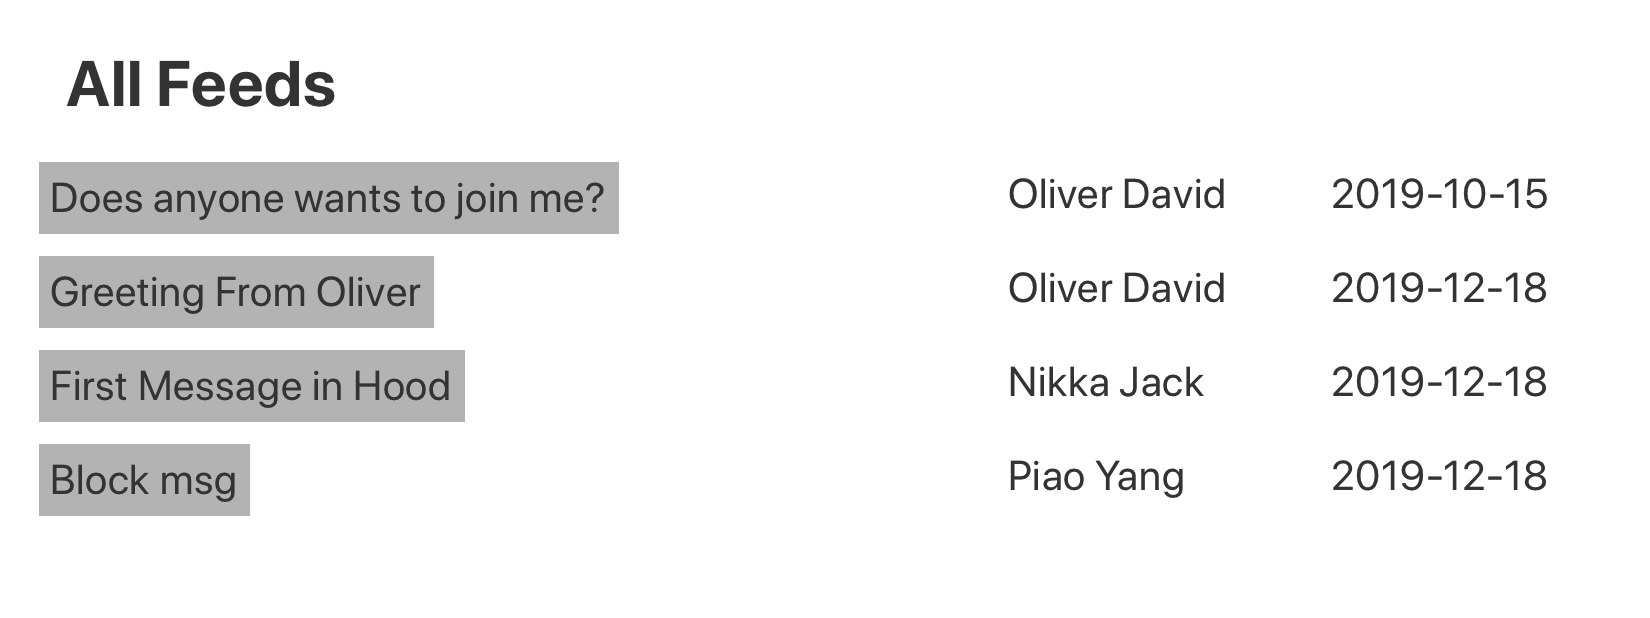 All Feeds
Does anyone wants to join me? Oliver David 2019-10-15
Greeting From Oliver Oliver David 2019-12-18
First Message in Hood Nikka Jack 2019-12-18
Block msg Piao Yang 2019-12-18